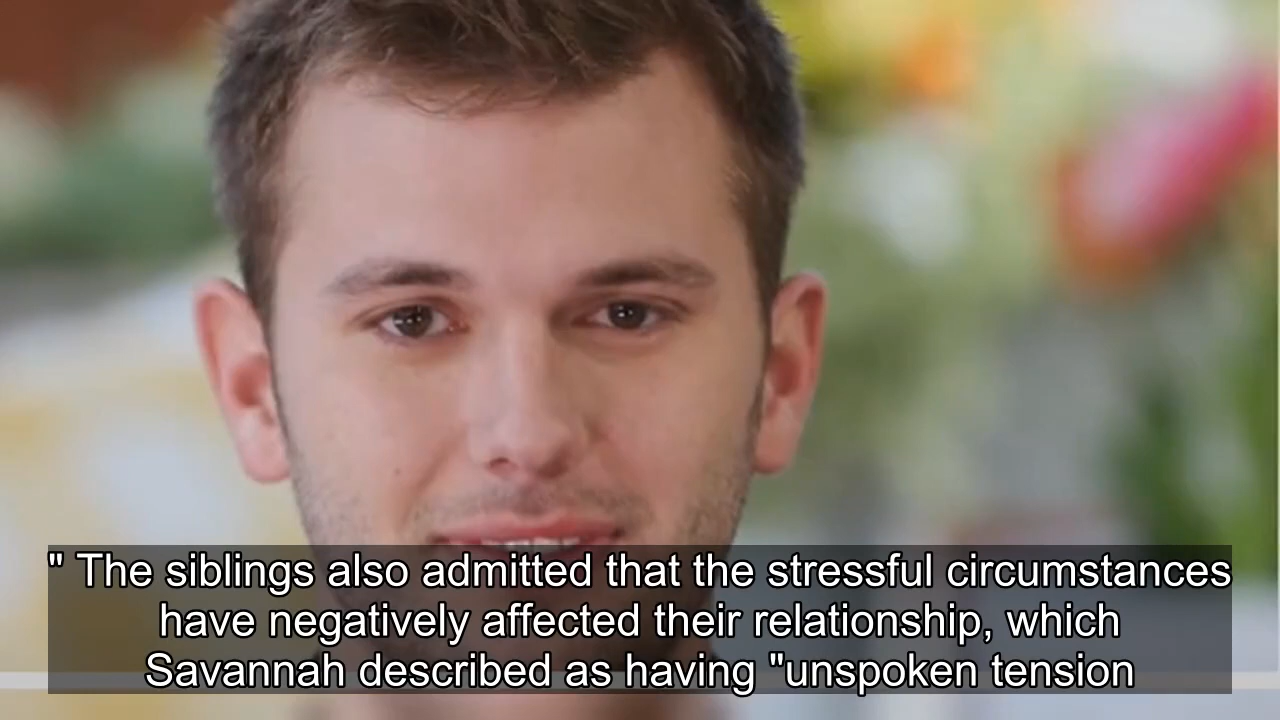 " The siblings also admitted that the stressful circumstances
have negatively affected their relationship, which
Savannah described as having "unspoken tension